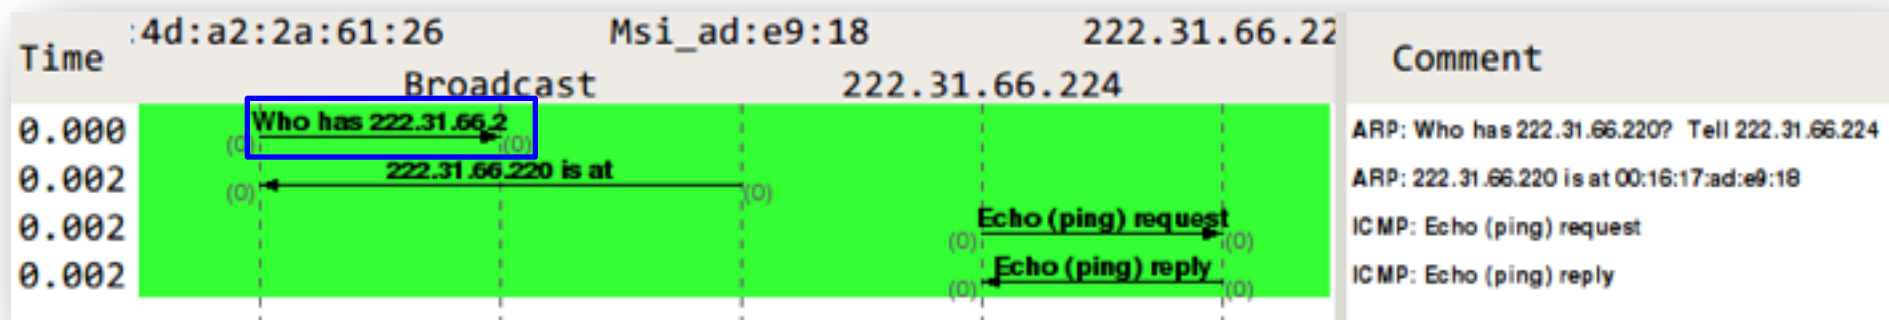 :4d:a2:2a:61:26 Msi_ad:e9:18 222.31.66.22
Time Comment
Broadcast 222.31.66.224
0.000 Who has 222.31.66.2 ARP: Who has 222.31.66.220? Tell 222.31.66.224
(0) (0)
0.002 222.31.66.220 is at ARP: 222.31.66.220 is at 00:16:17:ad:e9:18
(0) (0)
0.002 Echo (ping) request ICMP: Echo (ping) request
(0) (0)
0.002 Echo (ping) reply ICMP: Echo (ping) reply
(0) (0)